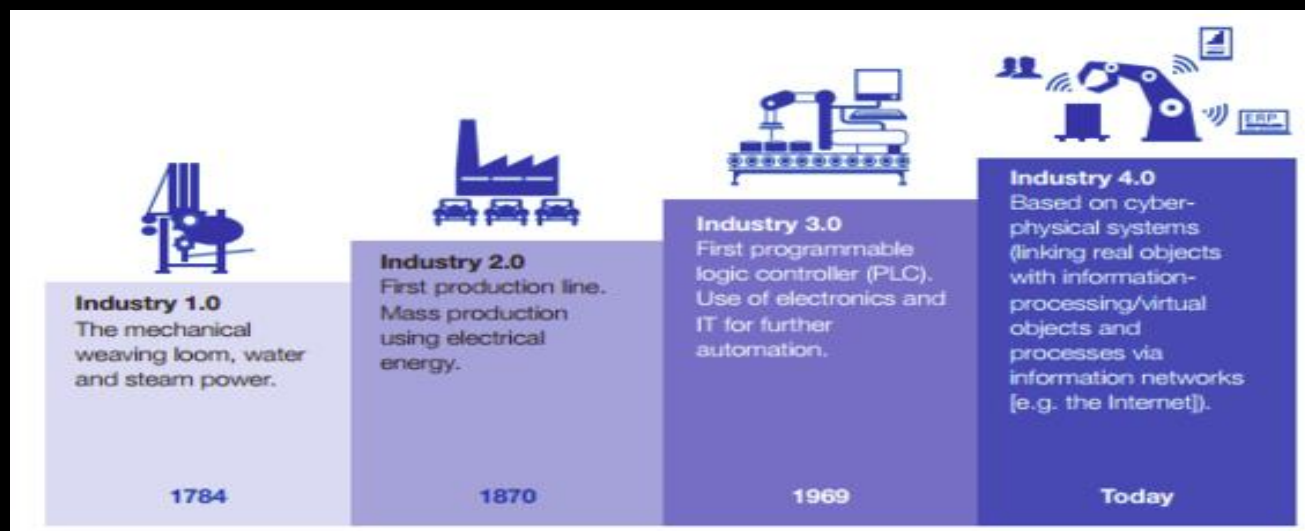 ERP
Industry 1.0
The mechanical
weaving loom, water
and steam power.
1784
Industry 2.0
First production line.
Mass production
using electrical
energy.
1870
Industry 3.0
First programmable
logic controller (PLC).
Use of electronics and
IT for further
automation.
1969
Industry 4.0
Based on cyber-
physical systems
(linking real objects
with information-
processing/virtual
objects and
processes via
information networks
[e.g. the Internet]).
Today